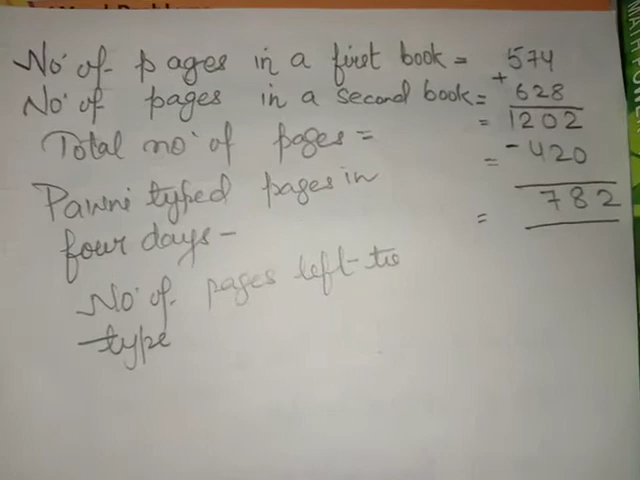 No. of pages in a first book = 574
No. of pages in a second book = + 628
Total no. of pages = = 1202
Pawni typed pages in = - 420
four days - = 782
No. of pages left to
type